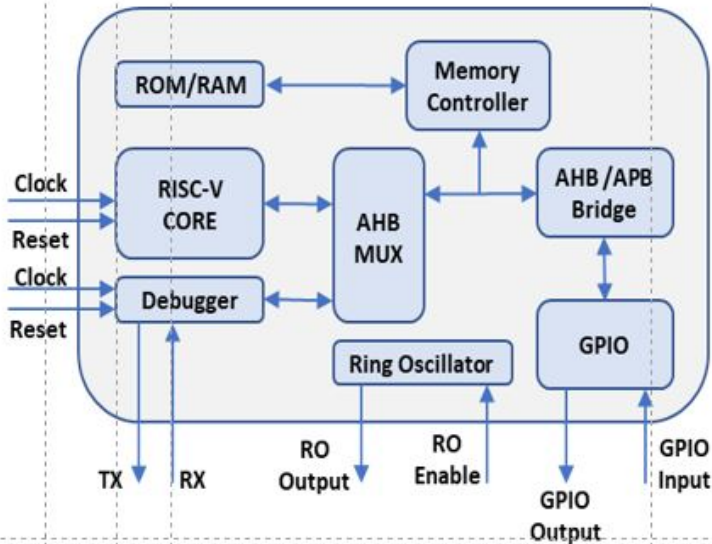 ROM/RAM
Memory
Controller
Clock
Reset
RISC-V
CORE
AHB
MUX
AHB /APB
Bridge
Clock
Reset
Debugger
GPIO
Ring Oscillator
TX
RX
RO
Output
RO
Enable
GPIO
Output
GPIO
Input